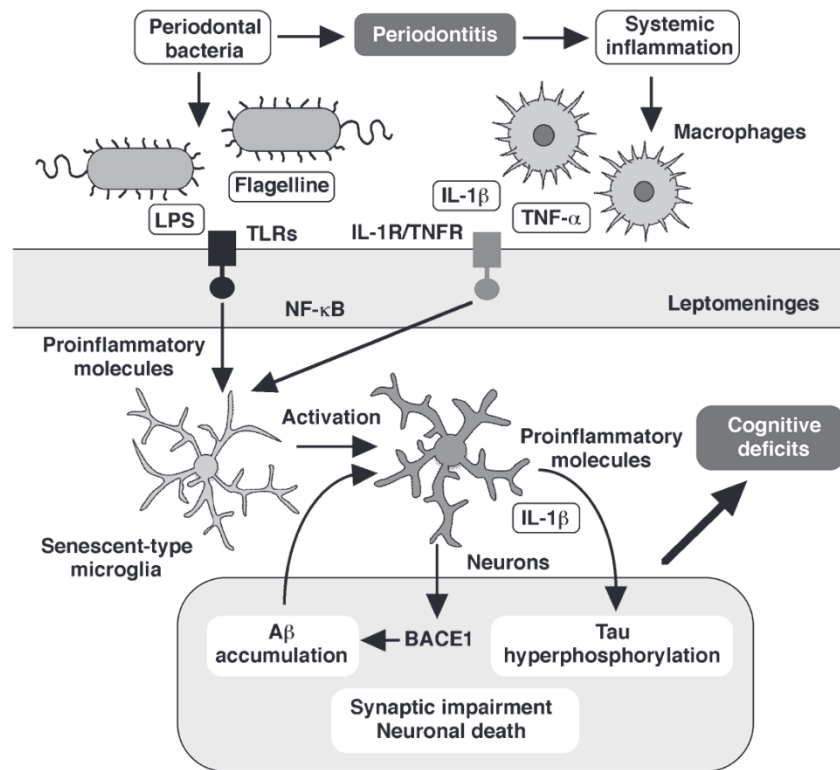 Periodontal
bacteria
Periodontitis
Systemic
inflammation
Macrophages
Flagelline
LPS
IL-1β
TNF-α
TLRs
IL-1R/TNFR
NF-κB
Leptomeninges
Proinflammatory
molecules
Activation
Proinflammatory
molecules
Cognitive
deficits
IL-1β
Senescent-type
microglia
Neurons
Aβ
accumulation
BACE1
Tau
hyperphosphorylation
Synaptic impairment
Neuronal death